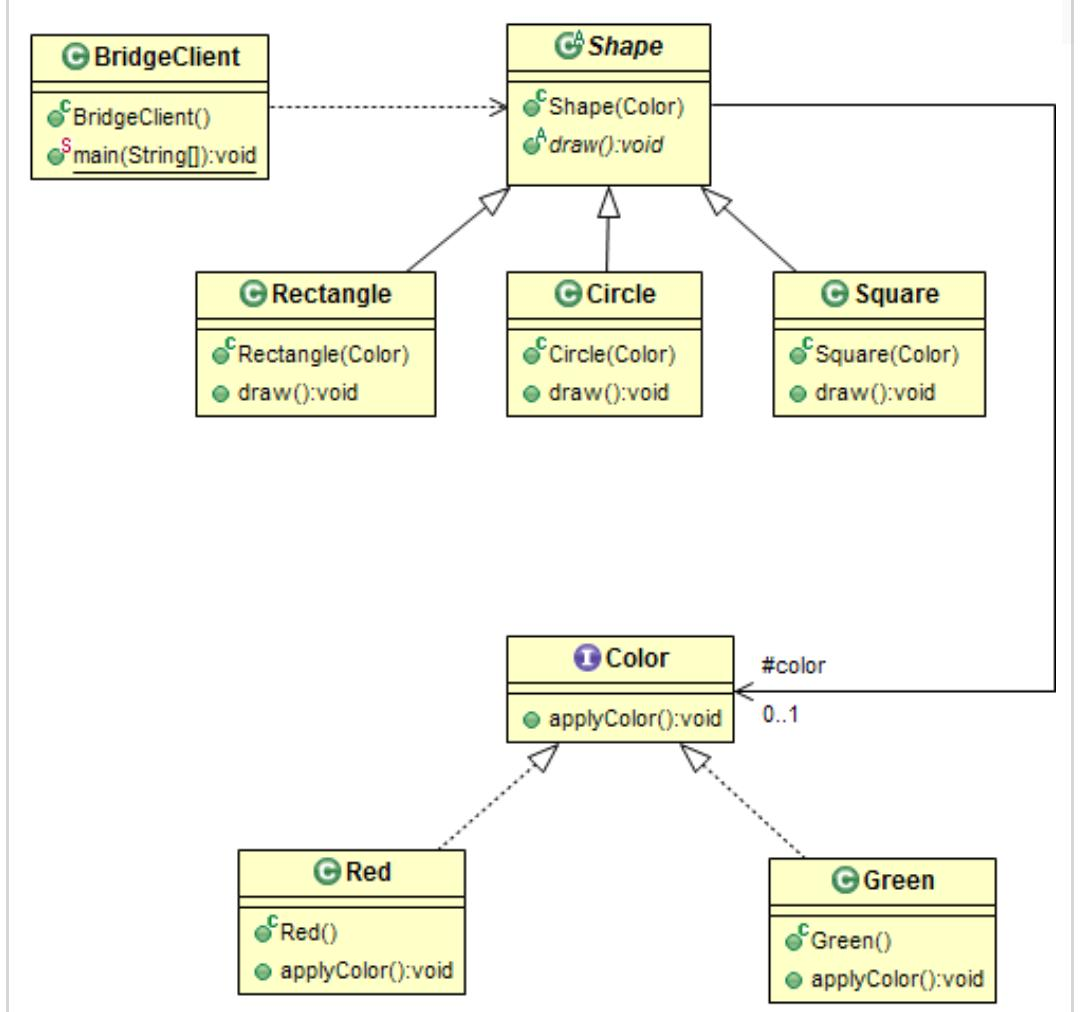 BridgeClient
BridgeClient()
main(String[]):void
Shape
Shape(Color)
draw():void
Rectangle
Rectangle(Color)
draw():void
Circle
Circle(Color)
draw():void
Square
Square(Color)
draw():void
Color
applyColor():void
#color
0..1
Red
Red()
applyColor():void
Green
Green()
applyColor():void